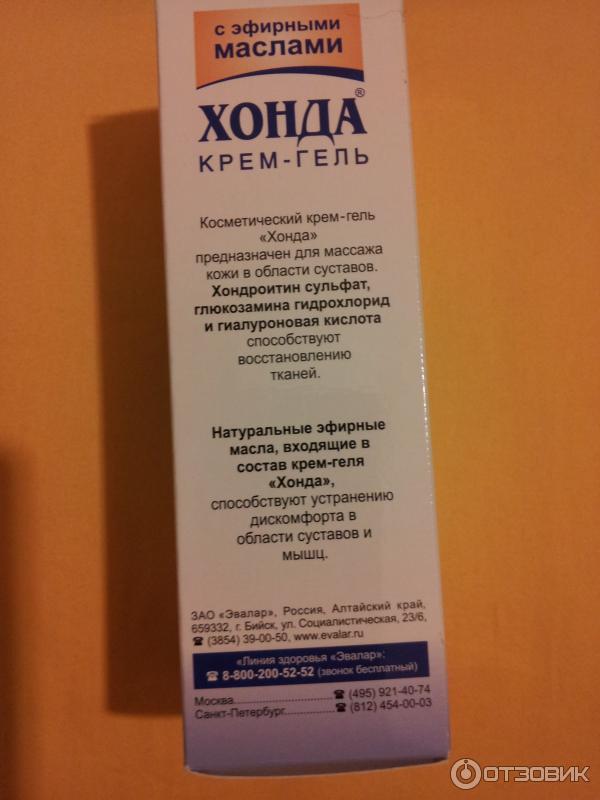 с эфирными
маслами
ХОНДА®
КРЕМ-ГЕЛЬ
Косметический крем-гель
«Хонда»
предназначен для массажа
кожи в области суставов.
Хондроитин сульфат,
глюкозамина гидрохлорид
и гиалуроновая кислота
способствуют
восстановлению
тканей.
Натуральные эфирные
масла, входящие в
состав крем-геля
«Хонда»,
способствуют устранению
дискомфорта в
области суставов и
мышц.
ЗАО «Эвалар», Россия, Алтайский край,
659332, г. Бийск, ул. Социалистическая, 23/6,
☎ (3854) 39-00-50, www.evalar.ru
«Линия здоровья «Эвалар»:
☎ 8-800-200-52-52 (звонок бесплатный)
Москва.................☎ (495) 921-40-74
Санкт-Петербург.............☎ (812) 454-00-03
ОТЗОВИК